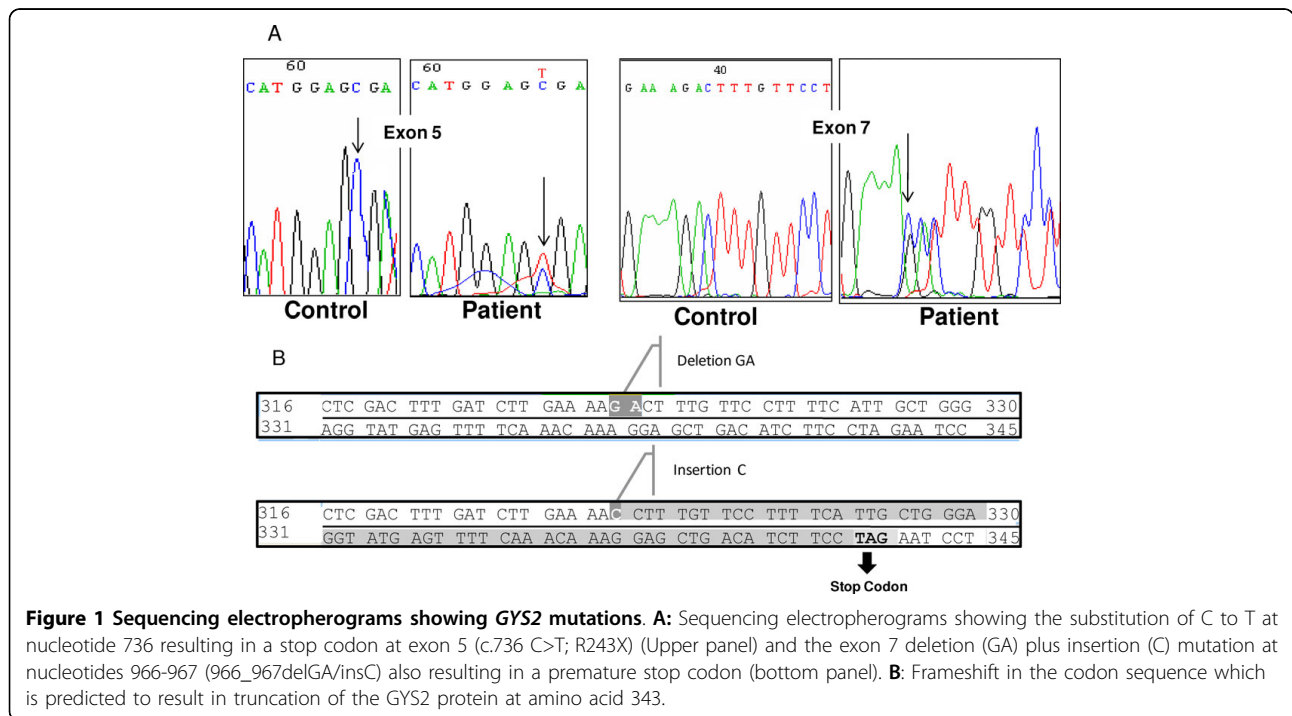 A
60
CATGGAGCGA
60
T
CATGGAGCGA
40
GAA AGACTTTGTTCCT
Exon 5
Exon 7
Control
Patient
Control
Patient
B
Deletion GA
316 CTC GAC TTT GAT CTT GAA AAG ACT TTG TTC CTT TTC ATT GCT GGG 330
331 AGG TAT GAG TTT TCA AAC AAA GGA GCT GAC ATC TTC CTA GAA TCC 345
Insertion C
316 CTC GAC TTT GAT CTT GAA AAC CTT TGT TCC TTT TCA TTG CTG GGA 330
331 GGT ATG AGT TTT CAA ACA AAG GAG CTG ACA TCT TCC TAG AAT CCT 345
Stop Codon
Figure 1 Sequencing electropherograms showing GYS2 mutations. A: Sequencing electropherograms showing the substitution of C to T at
nucleotide 736 resulting in a stop codon at exon 5 (c.736 C>T; R243X) (Upper panel) and the exon 7 deletion (GA) plus insertion (C) mutation at
nucleotides 966-967 (966_967delGA/insC) also resulting in a premature stop codon (bottom panel). B: Frameshift in the codon sequence which
is predicted to result in truncation of the GYS2 protein at amino acid 343.